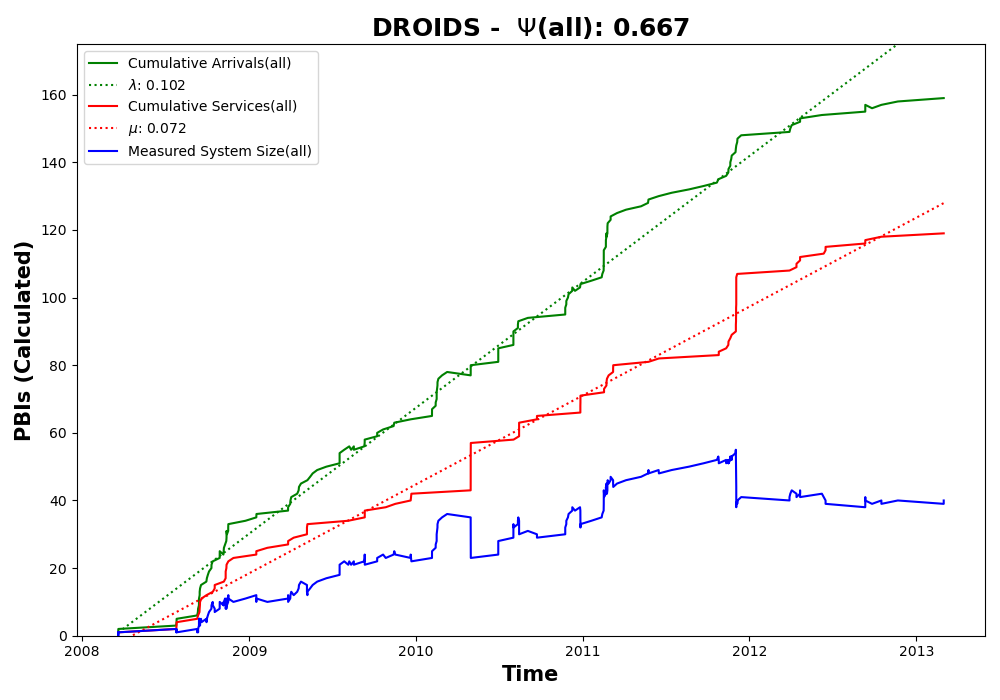 DROIDS - Ψ(all): 0.667
Cumulative Arrivals(all)
λ: 0.102
Cumulative Services(all)
μ: 0.072
Measured System Size(all)
PBIs (Calculated)
160
140
120
100
80
60
40
20
0
2008 2009 2010 2011 2012 2013
Time